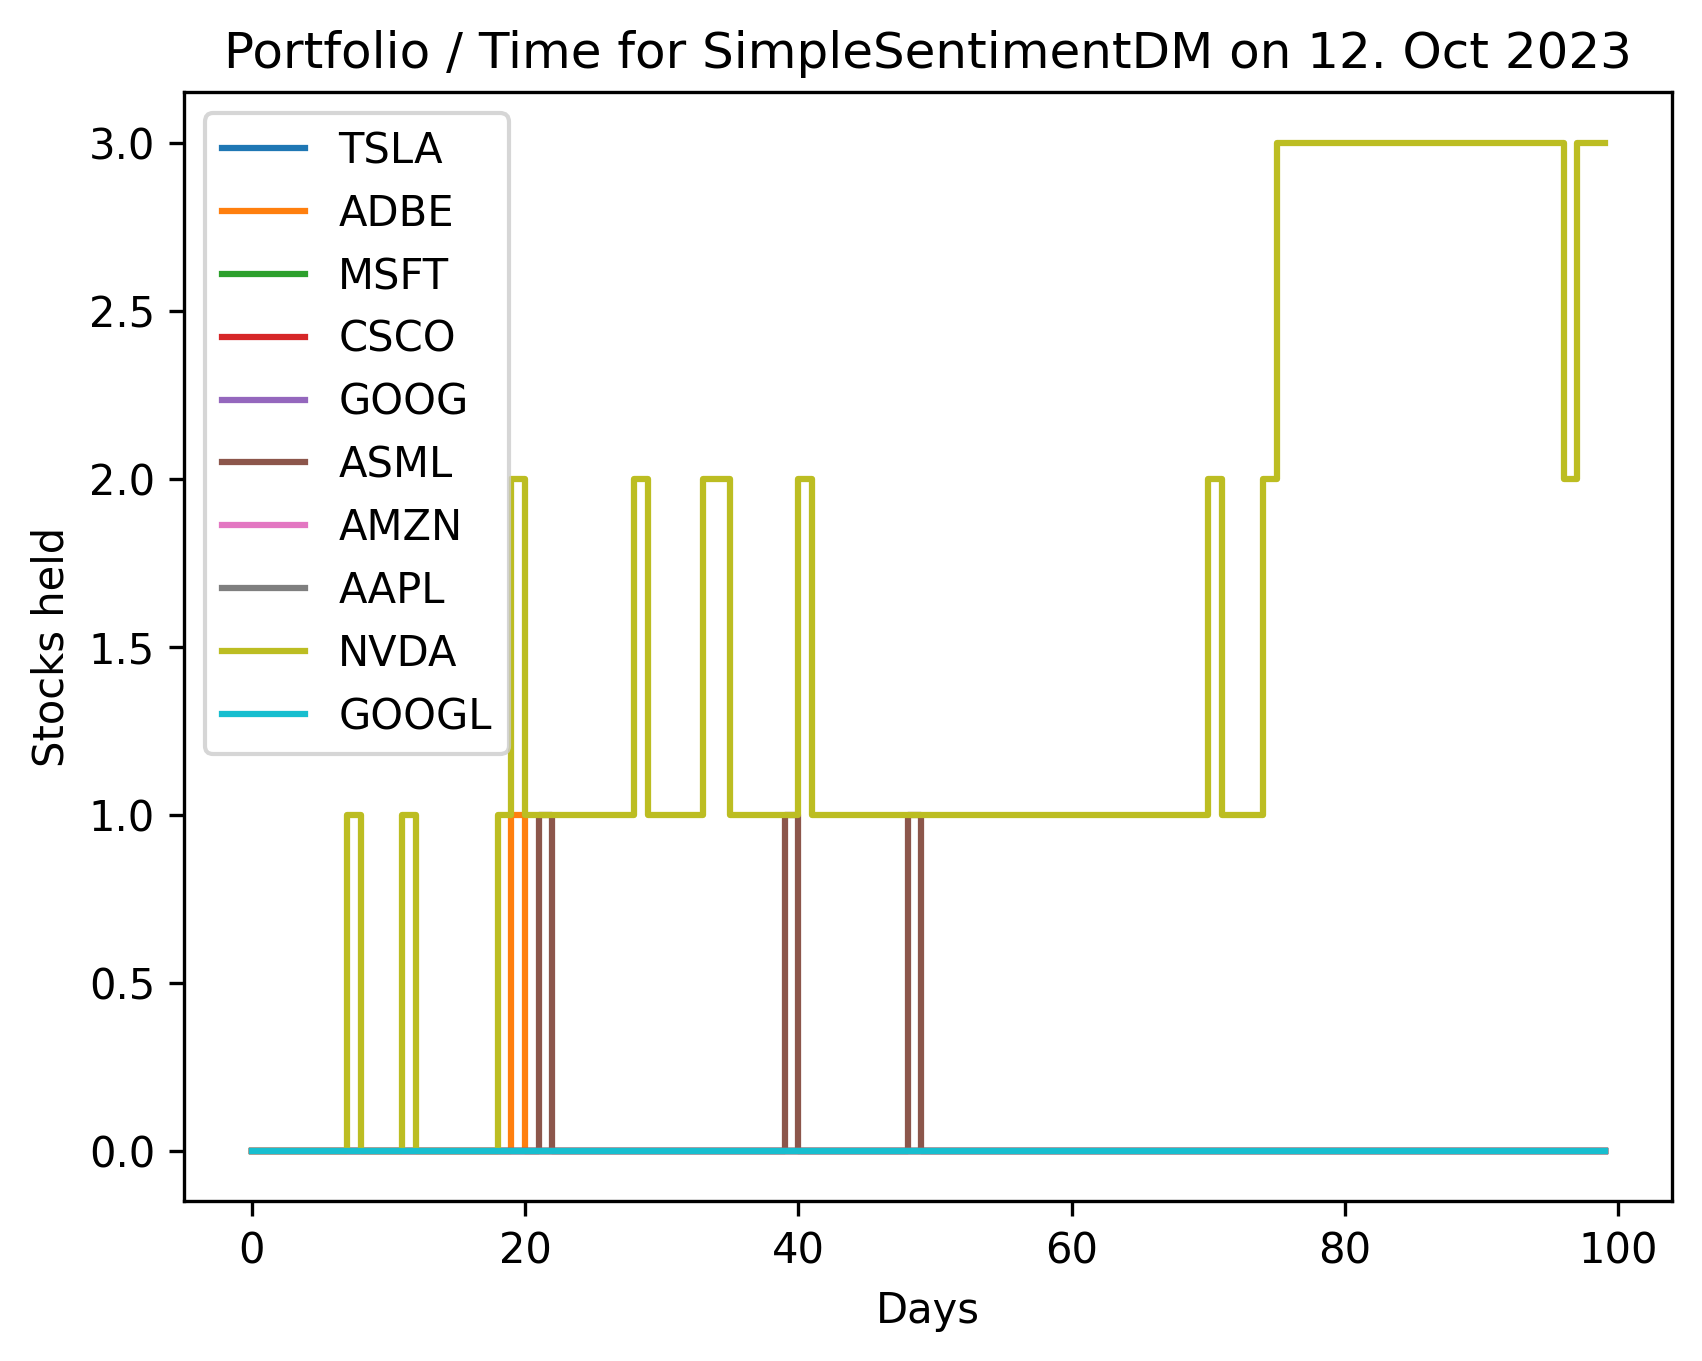 Portfolio / Time for SimpleSentimentDM on 12. Oct 2023
TSLA
ADBE
MSFT
CSCO
GOOG
ASML
AMZN
AAPL
NVDA
GOOGL
Stocks held
3.0
2.5
2.0
1.5
1.0
0.5
0.0
0 20 40 60 80 100
Days